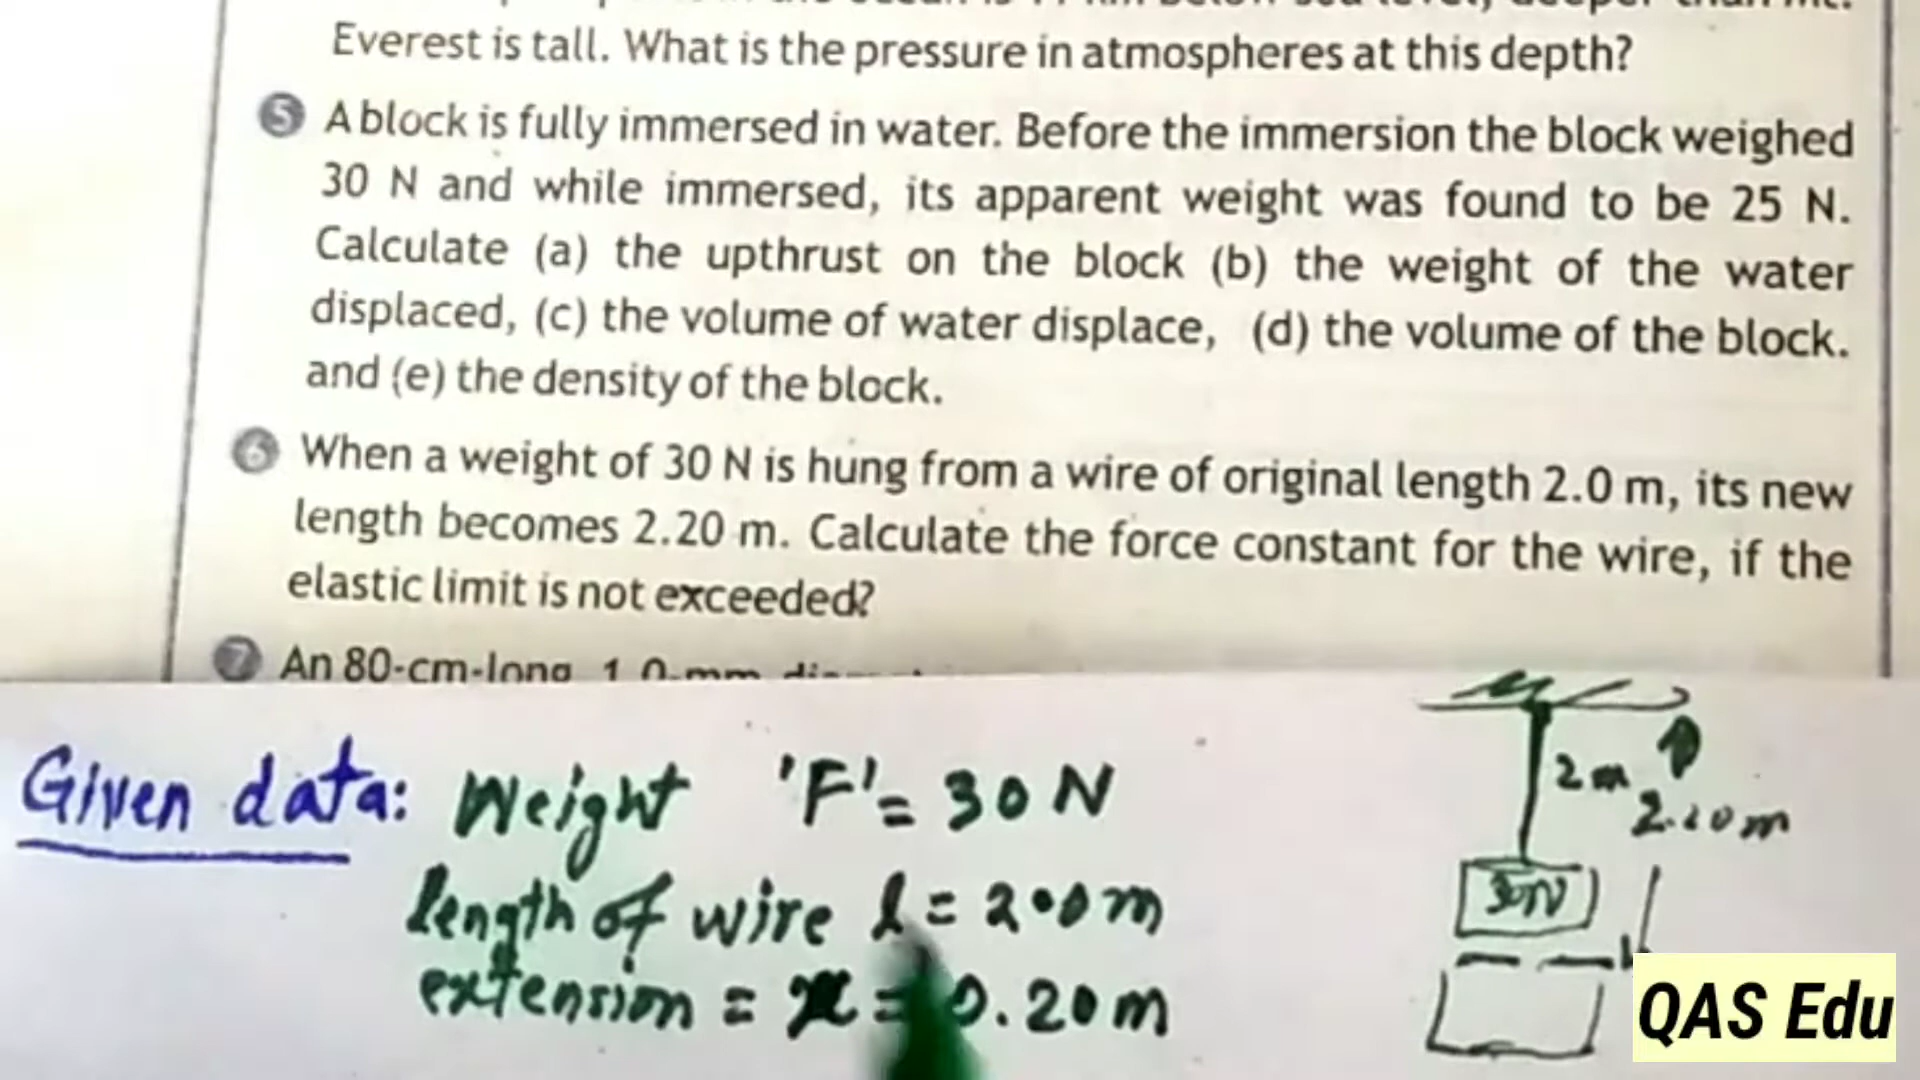 Everest is tall. What is the pressure in atmospheres at this depth?
5 A block is fully immersed in water. Before the immersion the block weighed
30 N and while immersed, its apparent weight was found to be 25 N.
Calculate (a) the upthrust on the block (b) the weight of the water
displaced, (c) the volume of water displace, (d) the volume of the block.
and (e) the density of the block.
6 When a weight of 30 N is hung from a wire of original length 2.0 m, its new
length becomes 2.20 m. Calculate the force constant for the wire, if the
elastic limit is not exceeded?
7 An 80-cm-long 1.0-mm
Given data: Weight 'F' = 30 N
length of wire l = 2.0 m
extension = x = 0.20 m
2 m
2.20 m
30N
QAS Edu